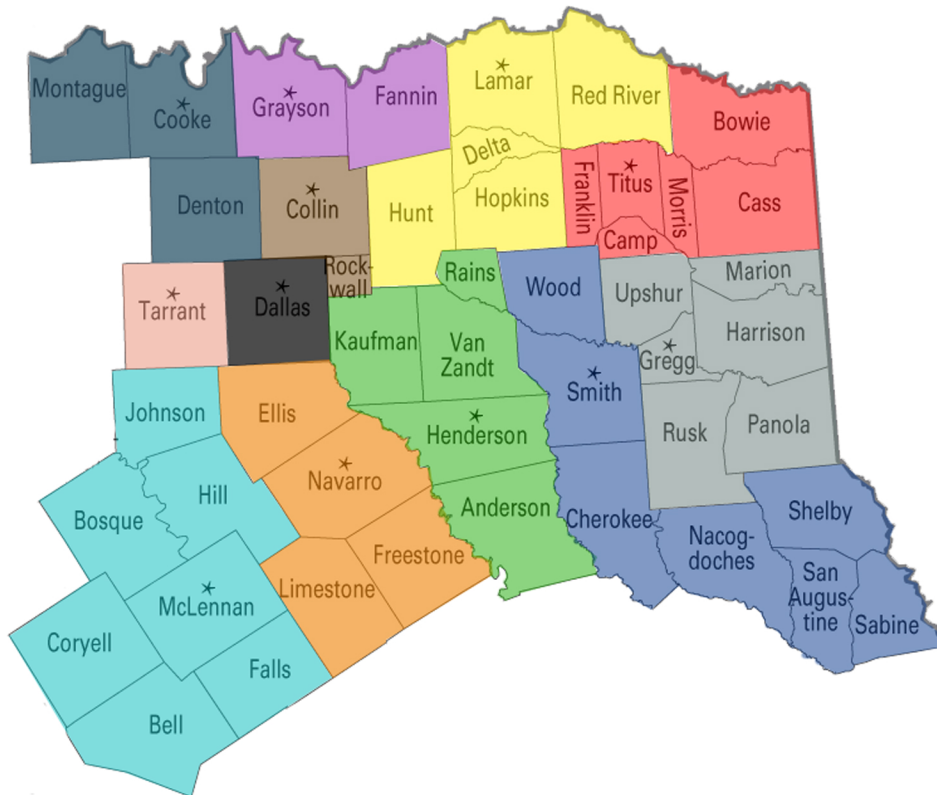 Montague
Cooke
Grayson
Fannin
Lamar
Red River
Bowie
Denton
Collin
Hunt
Delta
Hopkins
Franklin
Titus
Morris
Cass
Camp
Tarrant
Dallas
Rock-
wall
Rains
Wood
Upshur
Marion
Kaufman
Van
Zandt
Smith
Gregg
Harrison
Johnson
Ellis
Henderson
Rusk
Panola
Bosque
Hill
Navarro
Anderson
Cherokee
Nacog-
doches
Shelby
Coryell
McLennan
Limestone
Freestone
San
Augus-
tine
Sabine
Falls
Bell